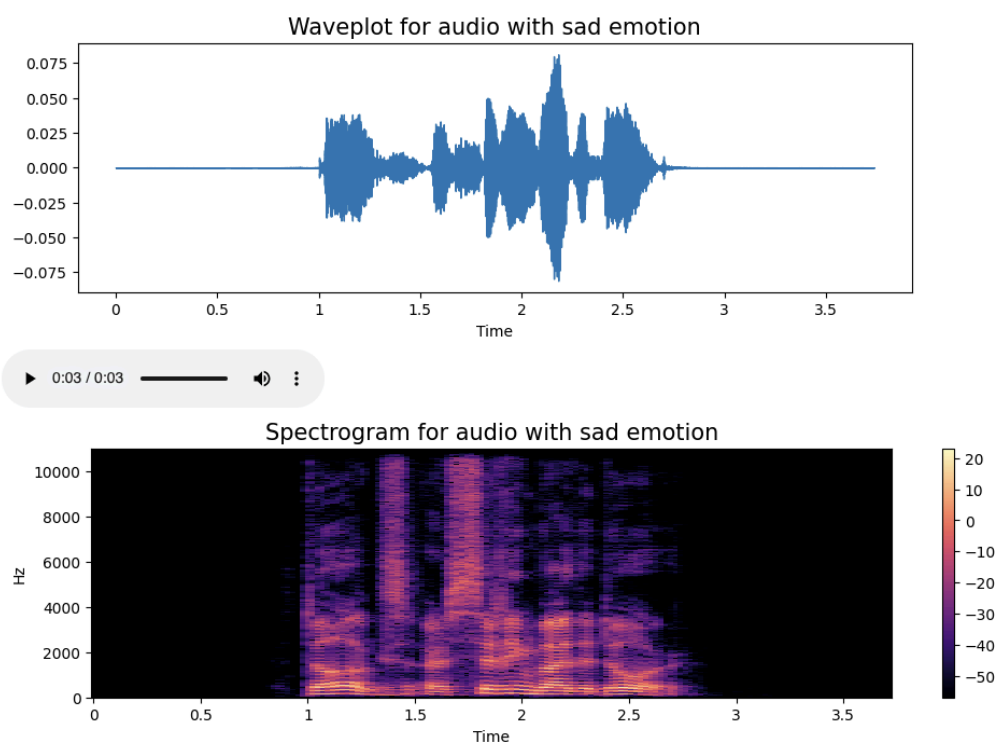 Waveplot for audio with sad emotion
0.075
0.050
0.025
0.000
−0.025
−0.050
−0.075
0 0.5 1 1.5 2 2.5 3 3.5
Time
0:03 / 0:03
Spectrogram for audio with sad emotion
10000
8000
6000
4000
2000
0
Hz
0 0.5 1 1.5 2 2.5 3 3.5
Time
20
10
0
−10
−20
−30
−40
−50